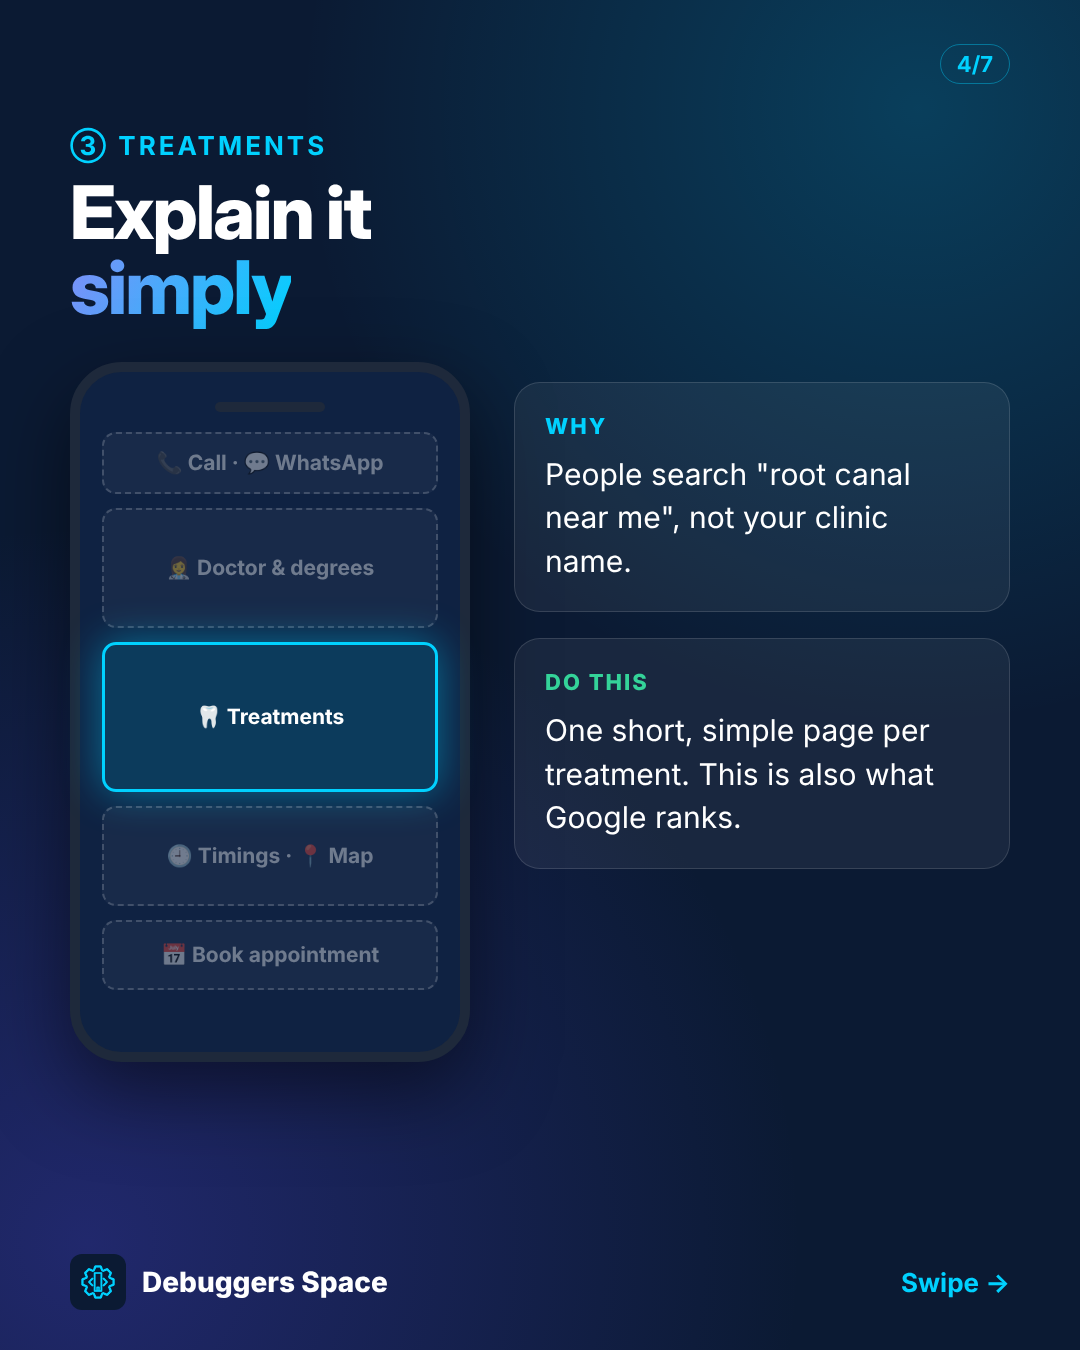 4/7
③ TREATMENTS
Explain it
simply
📞 Call · 💬 WhatsApp
👩‍⚕️ Doctor & degrees
🦷 Treatments
🕘 Timings · 📍 Map
📅 Book appointment
WHY
People search "root canal
near me", not your clinic
name.
DO THIS
One short, simple page per
treatment. This is also what
Google ranks.
Debuggers Space
Swipe →